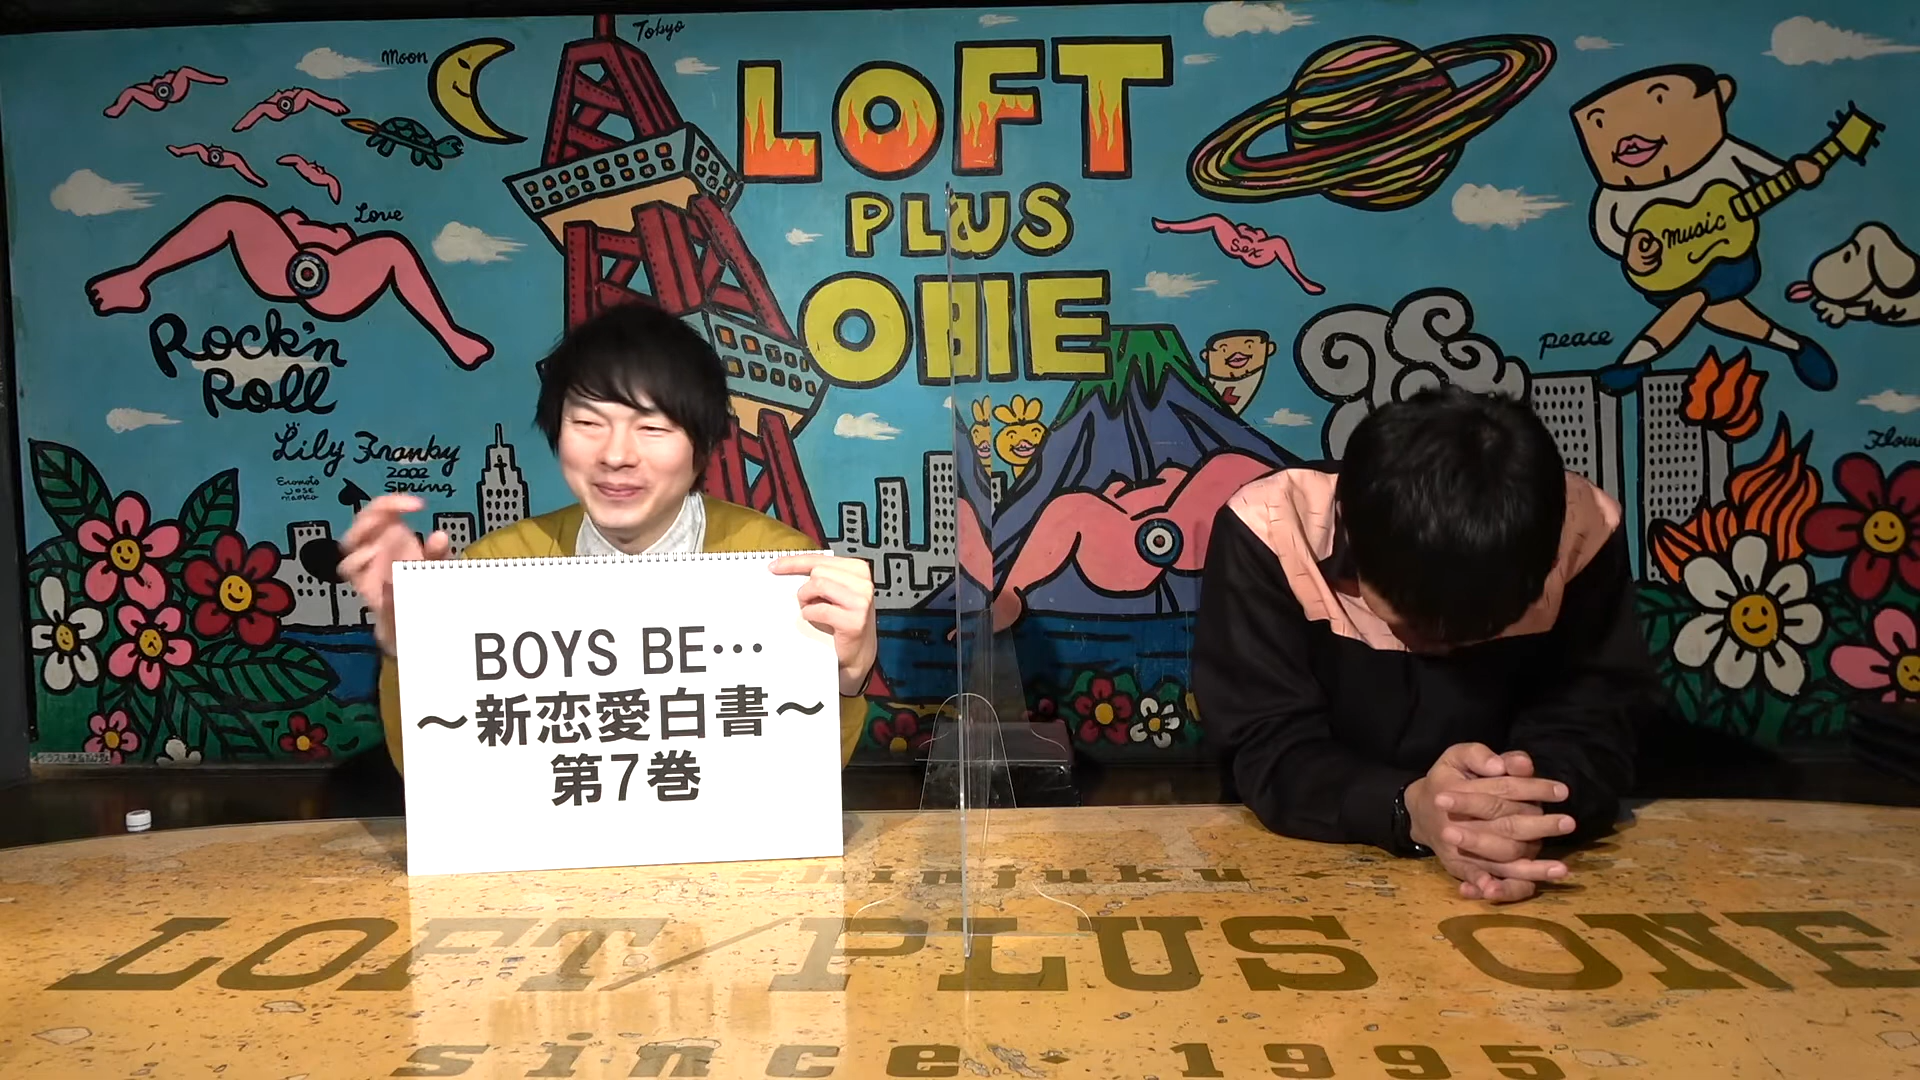 Tokyo
Moon
LOFT
PLUS
ONE
Love
Rock'n
Roll
Lily Franky
2002
Spring
Sex
Music
Peace
BOYS BE…
～新恋愛白書～
第7巻
shinjuku
LOFT/PLUS ONE
since・1995